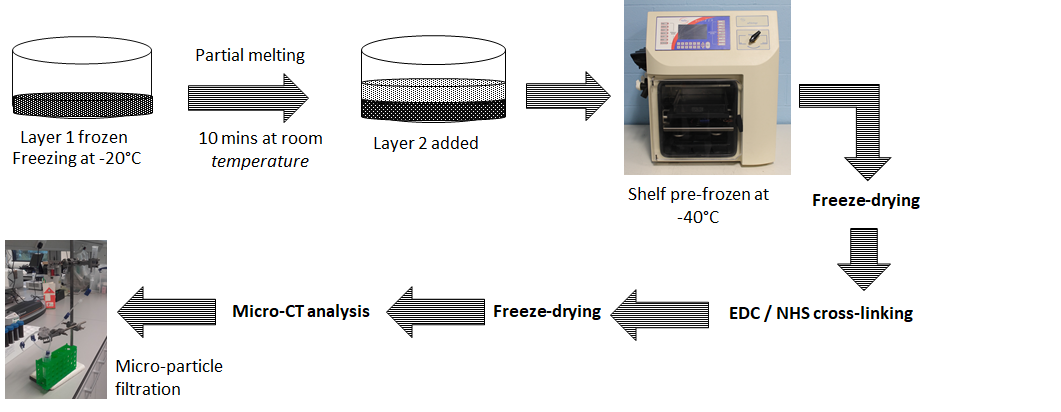 Partial melting
Layer 1 frozen
Freezing at -20°C
10 mins at room
temperature
Layer 2 added
Shelf pre-frozen at
-40°C
Freeze-drying
EDC / NHS cross-linking
Freeze-drying
Micro-CT analysis
Micro-particle
filtration